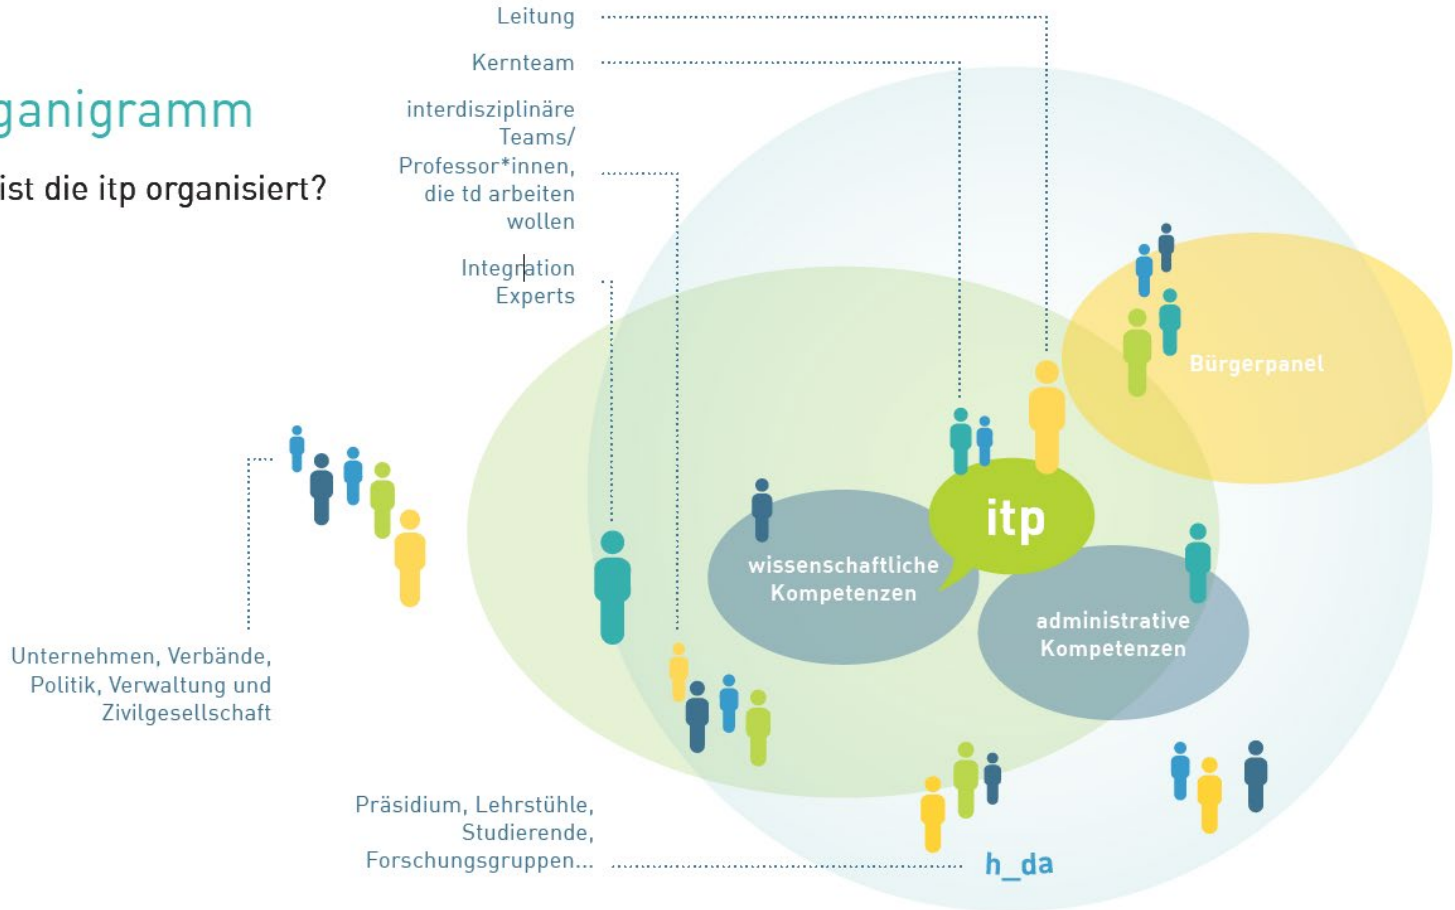 ganigramm
ist die itp organisiert?
Leitung
Kernteam
interdisziplinäre
Teams/
Professor*innen,
die td arbeiten
wollen
Integration
Experts
Bürgerpanel
itp
wissenschaftliche
Kompetenzen
administrative
Kompetenzen
Unternehmen, Verbände,
Politik, Verwaltung und
Zivilgesellschaft
Präsidium, Lehrstühle,
Studierende,
Forschungsgruppen...
h_da